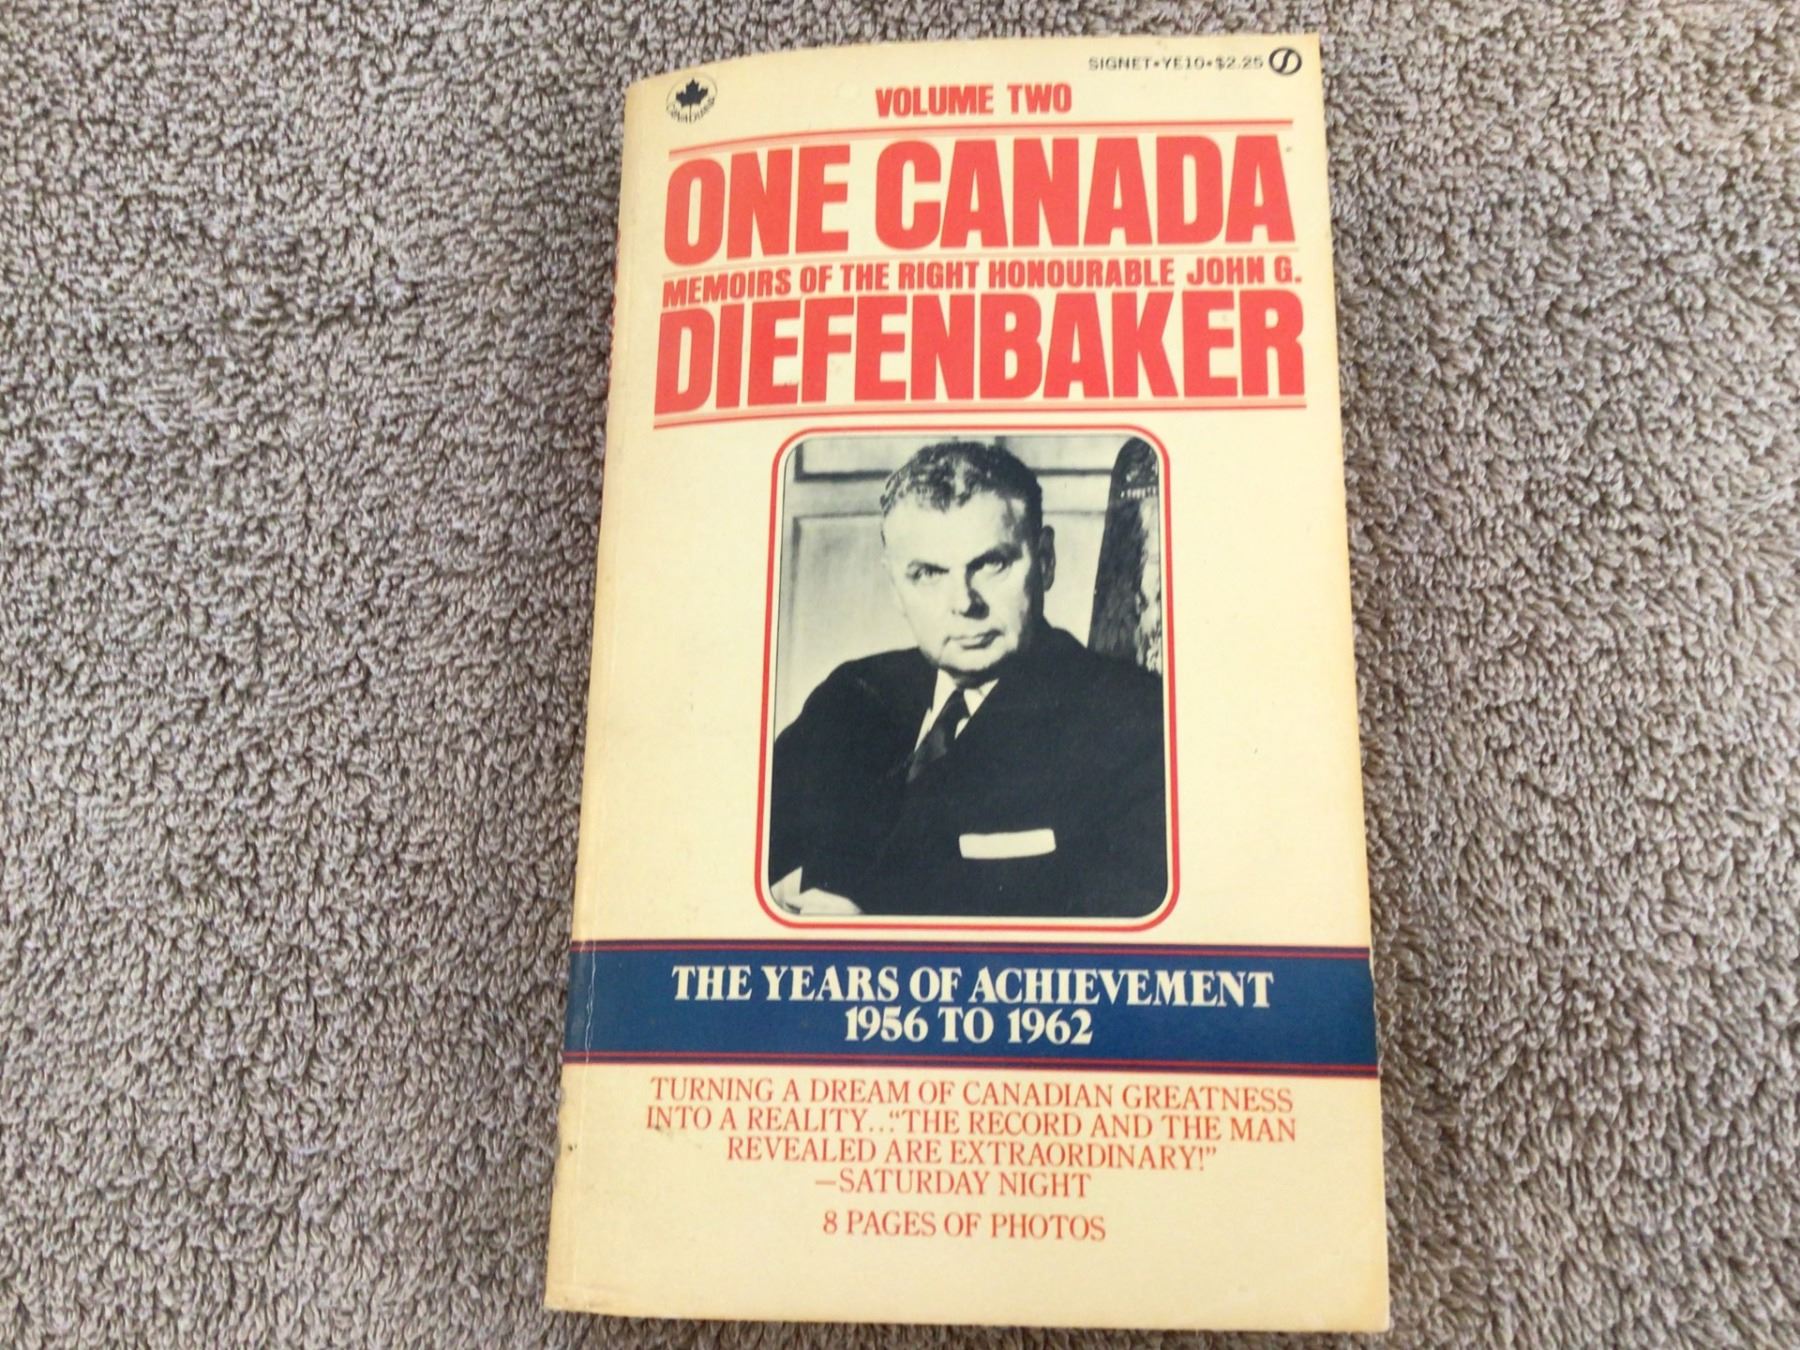 SIGNET•YE10•$2.25
VOLUME TWO
ONE CANADA
MEMOIRS OF THE RIGHT HONOURABLE JOHN G.
DIEFENBAKER
THE YEARS OF ACHIEVEMENT
1956 TO 1962
TURNING A DREAM OF CANADIAN GREATNESS
INTO A REALITY..."THE RECORD AND THE MAN
REVEALED ARE EXTRAORDINARY!"
—SATURDAY NIGHT
8 PAGES OF PHOTOS